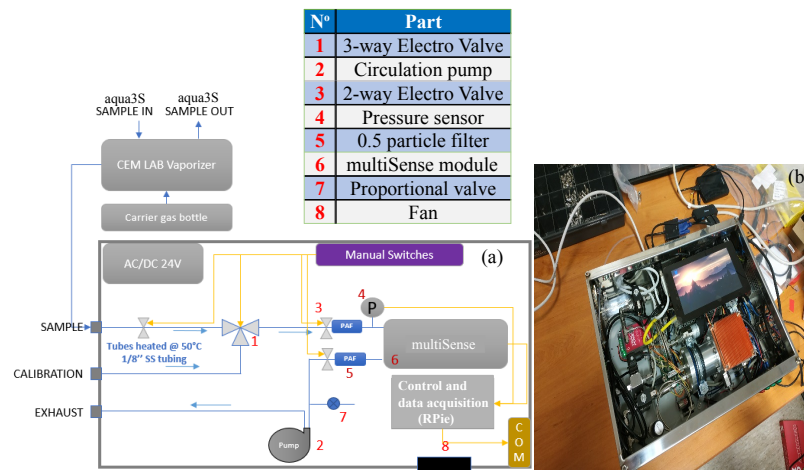 Nº Part
1 3-way Electro Valve
2 Circulation pump
3 2-way Electro Valve
4 Pressure sensor
5 0.5 particle filter
6 multiSense module
7 Proportional valve
8 Fan
aqua3S
SAMPLE IN
aqua3S
SAMPLE OUT
CEM LAB Vaporizer
Carrier gas bottle
AC/DC 24V
Manual Switches
(a)
(b)
SAMPLE
Tubes heated @ 50°C
1/8’’ SS tubing
CALIBRATION
EXHAUST
1
3
PAF
4
P
multiSense
PAF
5
6
Control and
data acquisition
(RPie)
7
Pump
2
8
COM